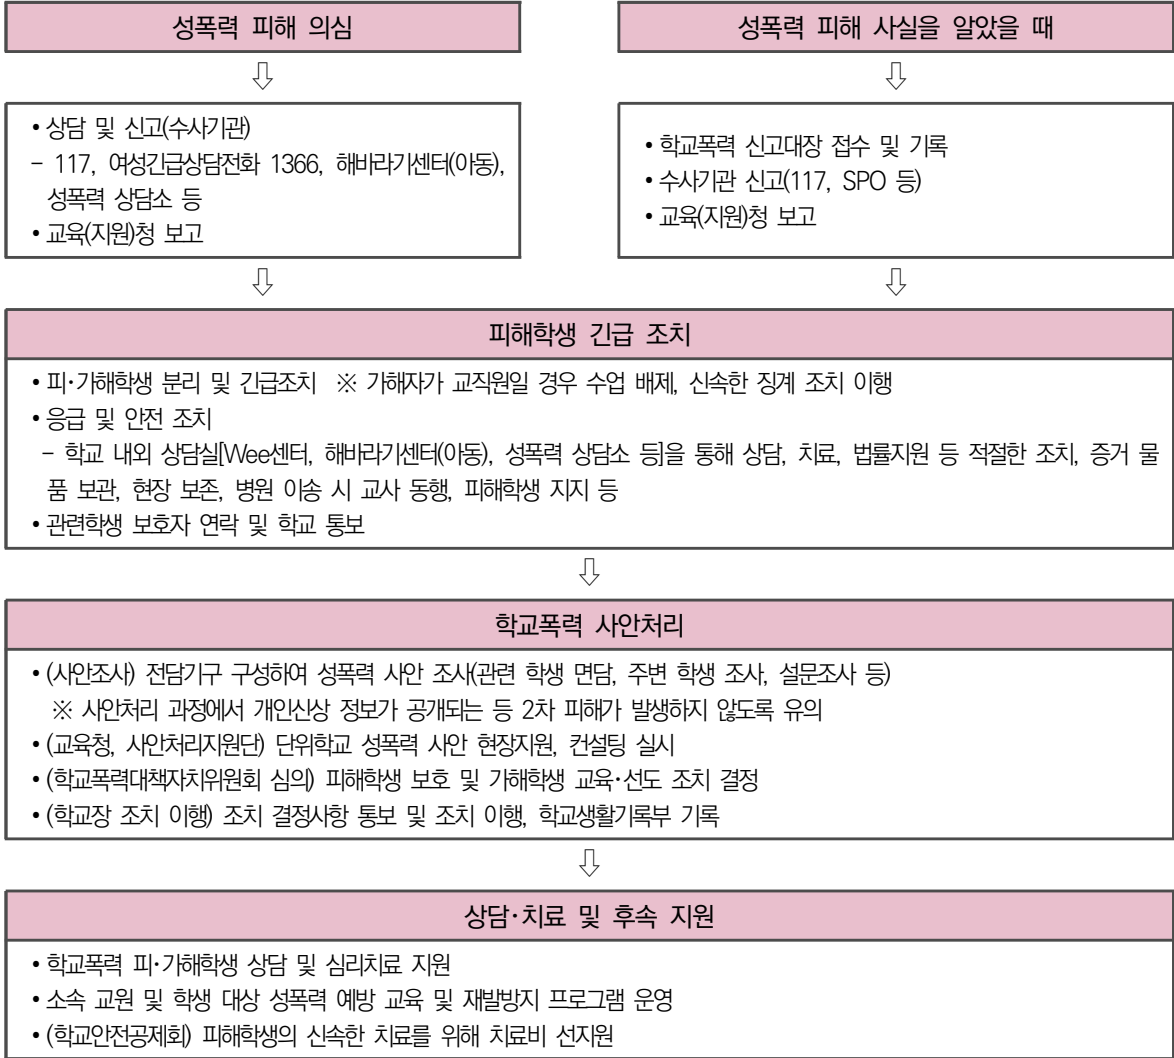 성폭력 피해 의심
⇩
• 상담 및 신고(수사기관)
- 117, 여성긴급상담전화 1366, 해바라기센터(아동),
성폭력 상담소 등
• 교육(지원)청 보고
⇩
성폭력 피해 사실을 알았을 때
⇩
• 학교폭력 신고대장 접수 및 기록
• 수사기관 신고(117, SPO 등)
• 교육(지원)청 보고
⇩
피해학생 긴급 조치
• 피·가해학생 분리 및 긴급조치 ※ 가해자가 교직원일 경우 수업 배제, 신속한 징계 조치 이행
• 응급 및 안전 조치
- 학교 내외 상담실[Wee센터, 해바라기센터(아동), 성폭력 상담소 등]을 통해 상담, 치료, 법률지원 등 적절한 조치, 증거 물
품 보관, 현장 보존, 병원 이송 시 교사 동행, 피해학생 지지 등
• 관련학생 보호자 연락 및 학교 통보
⇩
학교폭력 사안처리
• (사안조사) 전담기구 구성하여 성폭력 사안 조사(관련 학생 면담, 주변 학생 조사, 설문조사 등)
※ 사안처리 과정에서 개인신상 정보가 공개되는 등 2차 피해가 발생하지 않도록 유의
• (교육청, 사안처리지원단) 단위학교 성폭력 사안 현장지원, 컨설팅 실시
• (학교폭력대책자치위원회 심의) 피해학생 보호 및 가해학생 교육·선도 조치 결정
• (학교장 조치 이행) 조치 결정사항 통보 및 조치 이행, 학교생활기록부 기록
⇩
상담·치료 및 후속 지원
• 학교폭력 피·가해학생 상담 및 심리치료 지원
• 소속 교원 및 학생 대상 성폭력 예방 교육 및 재발방지 프로그램 운영
• (학교안전공제회) 피해학생의 신속한 치료를 위해 치료비 선지원